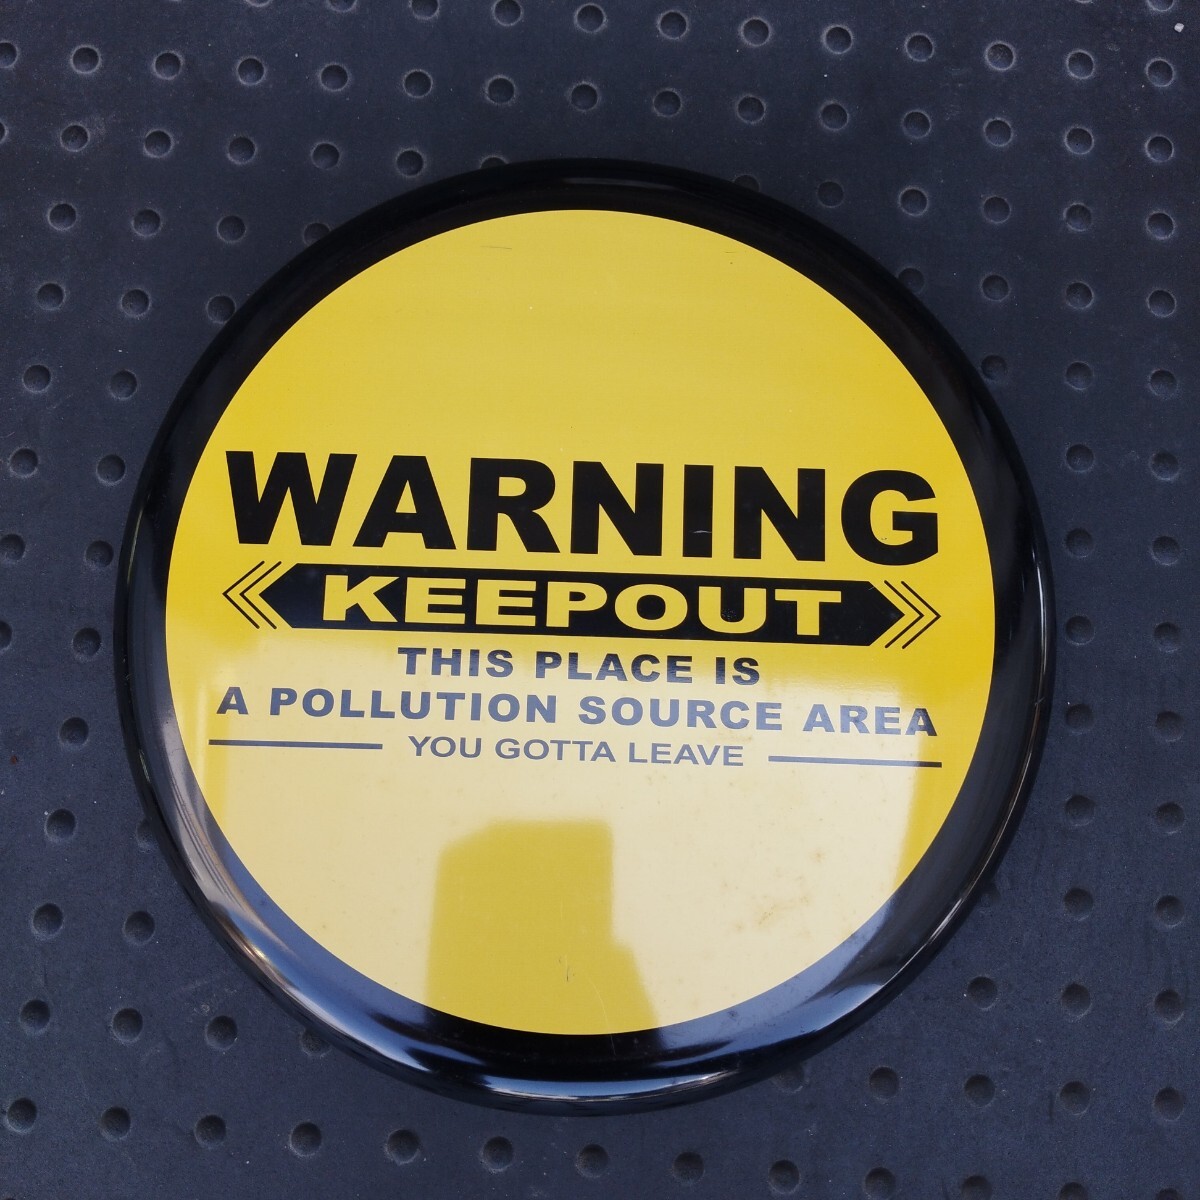 WARNING
KEEPOUT
THIS PLACE IS
A POLLUTION SOURCE AREA
YOU GOTTA LEAVE